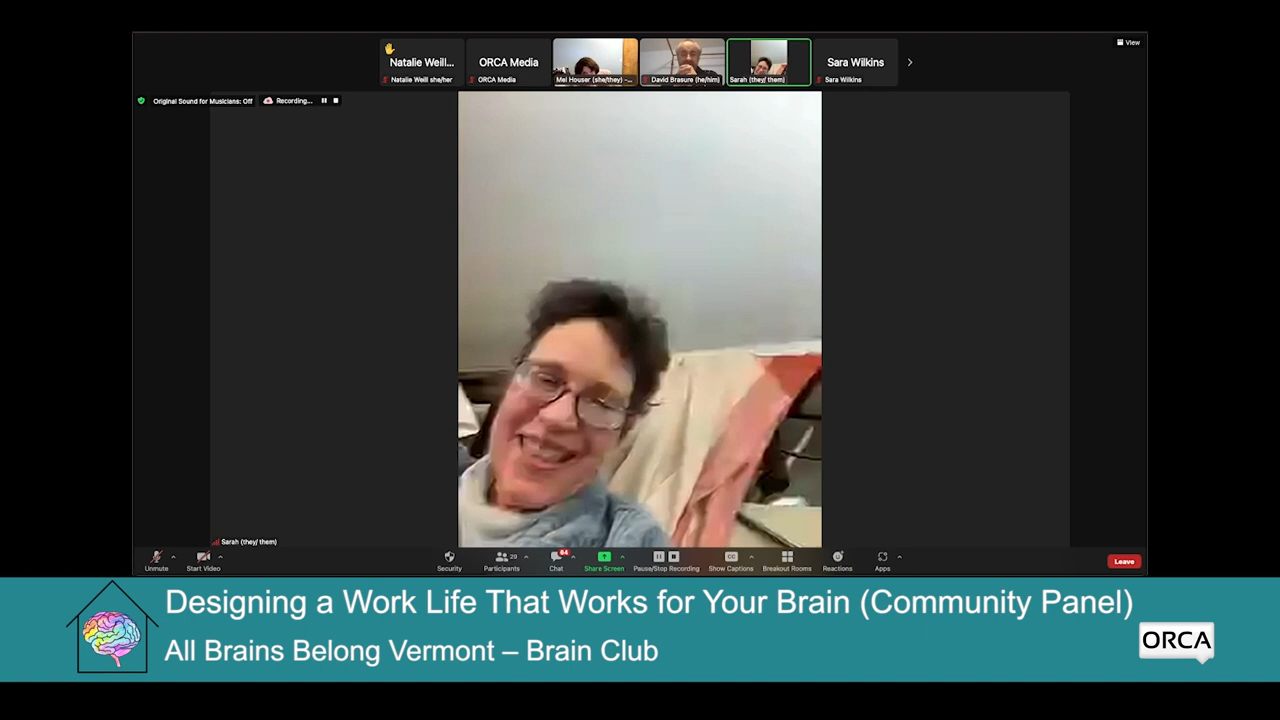 View
Natalie Weill...
ORCA Media
Sara Wilkins
Natalie Weill she/her
ORCA Media
Mel Houser (she/they) -...
David Brasure (he/him)
Sarah (they/ them)
Sara Wilkins
Original Sound for Musicians: Off
Recording...
Sarah (they/ them)
64
29
Unmute
Start Video
Security
Participants
Chat
Share Screen
Pause/Stop Recording
CC
Show Captions
Breakout Rooms
Reactions
Apps
Leave
Designing a Work Life That Works for Your Brain (Community Panel)
All Brains Belong Vermont – Brain Club
ORCA